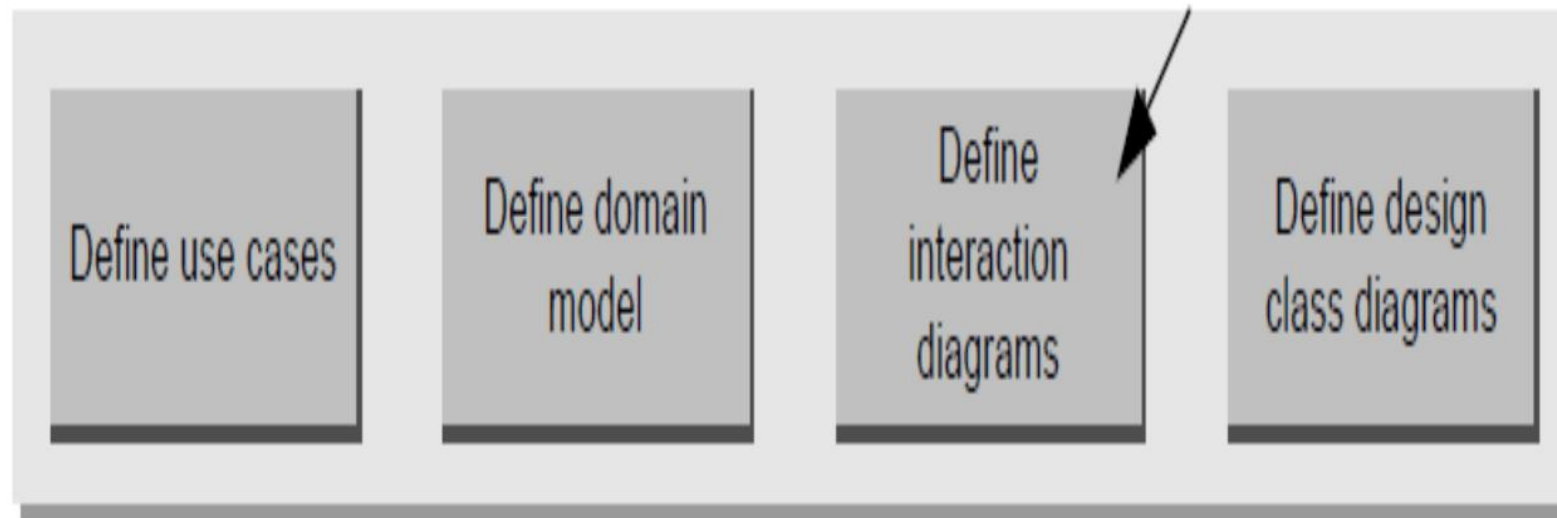 Define use cases
Define domain
model
Define
interaction
diagrams
Define design
class diagrams